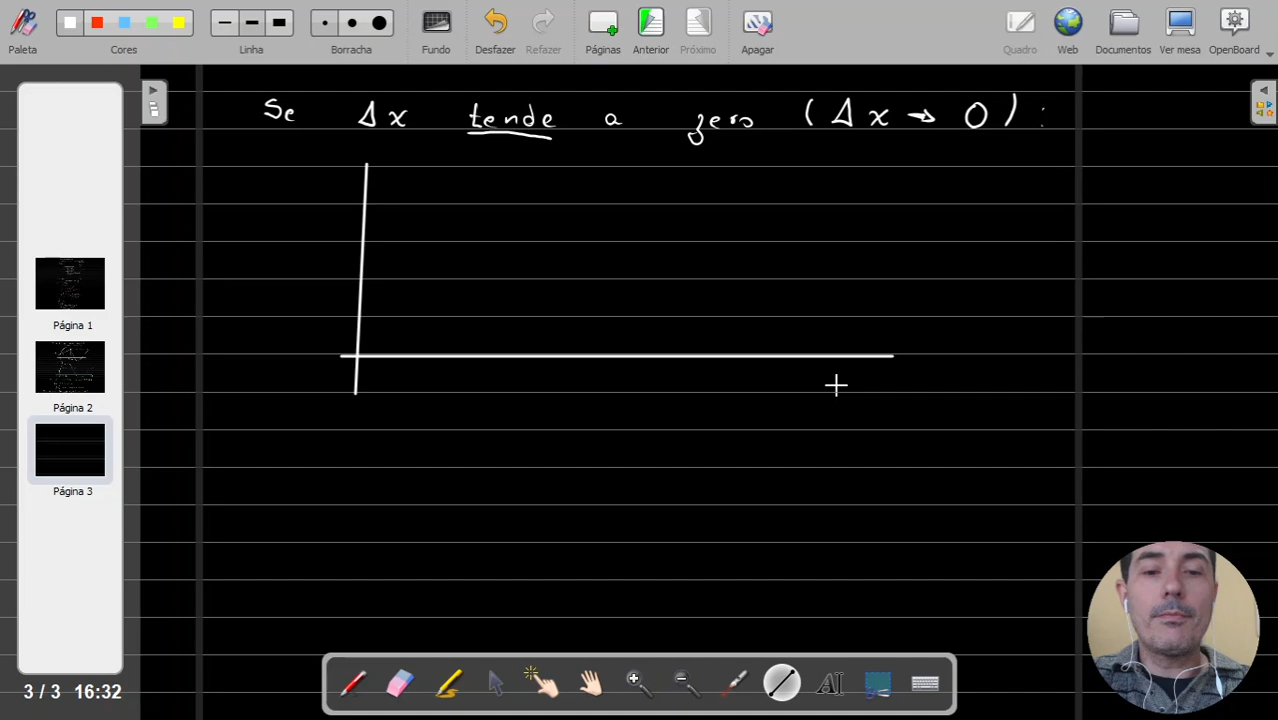 Paleta
Cores
Linha
Borracha
Fundo
Desfazer
Refazer
Páginas
Anterior
Próximo
Apagar
Quadro
Web
Documentos
Ver mesa
OpenBoard
Se Δx tende a zero (Δx → 0):
Página 1
Página 2
Página 3
3 / 3 16:32
AI